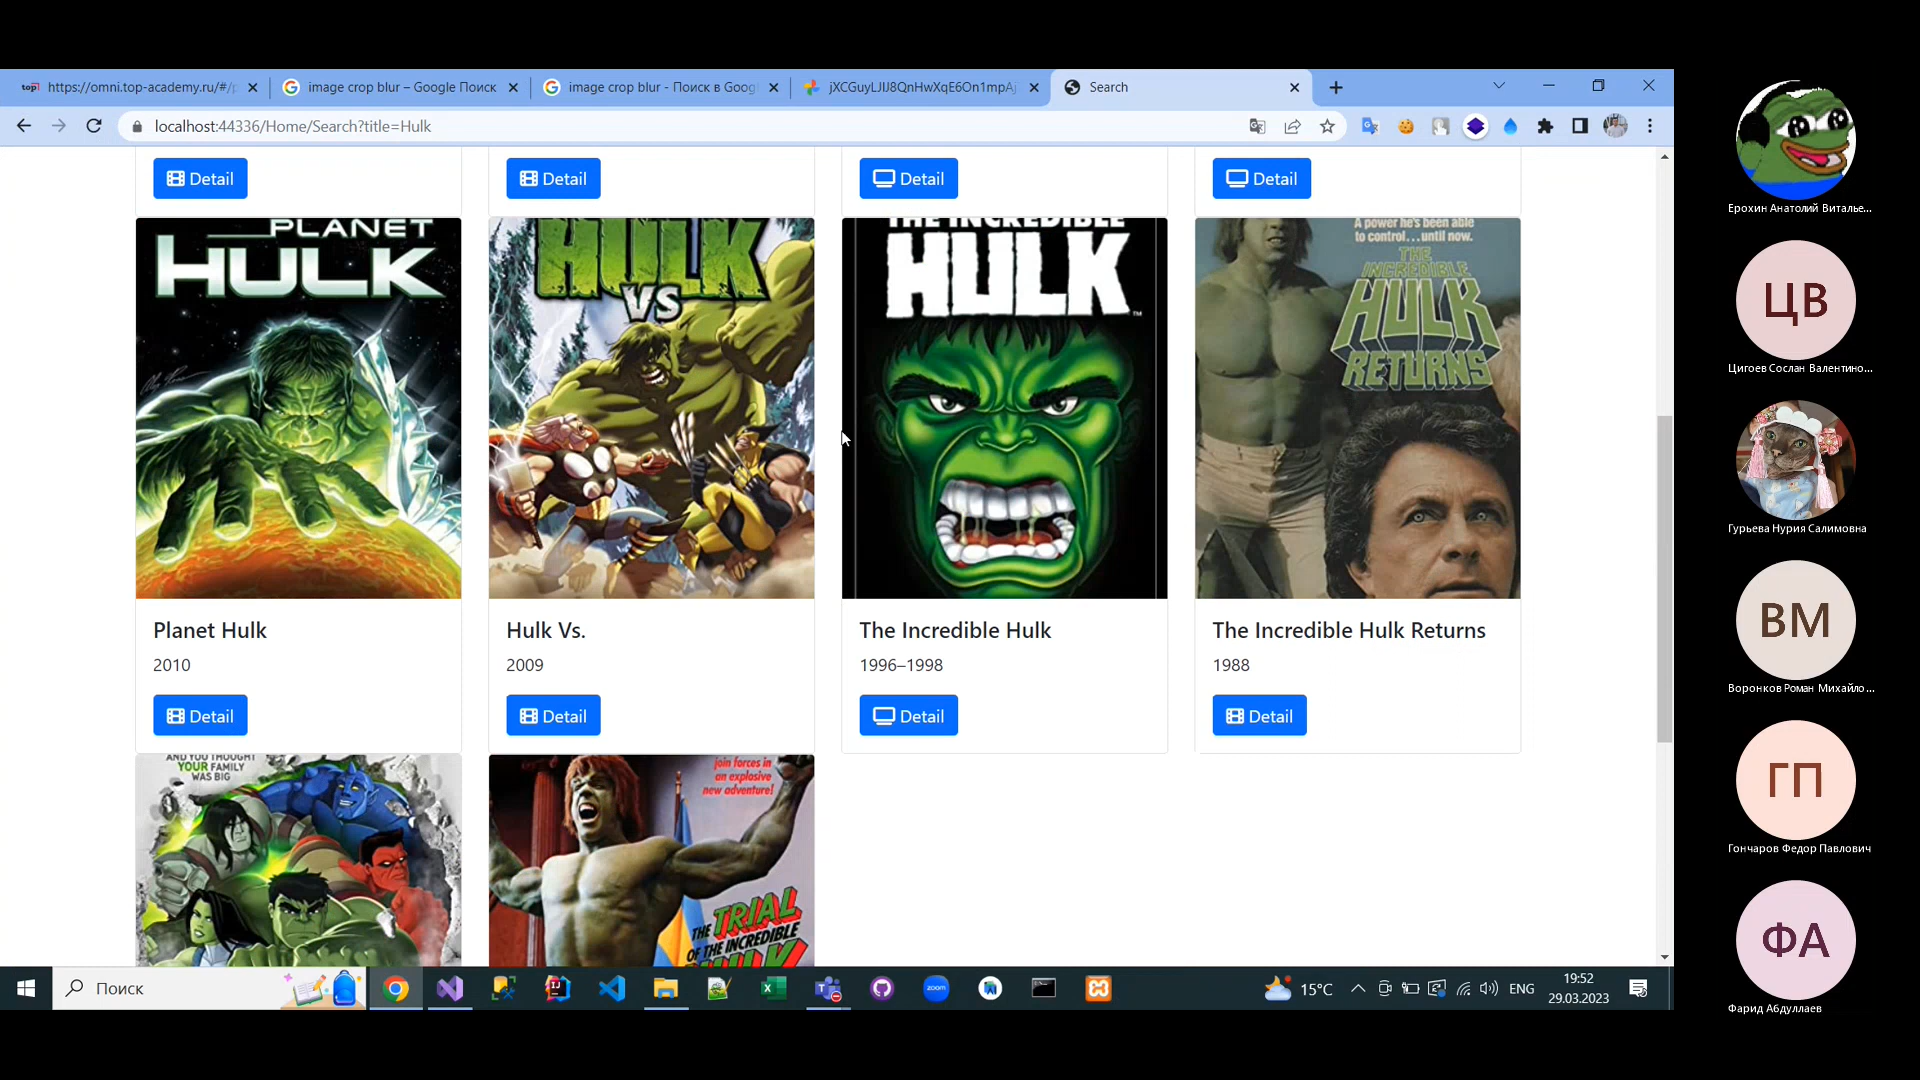 https://omni.top-academy.ru/#/p
image crop blur – Google Поиск
image crop blur - Поиск в Goog
jXCGuyLJIJ8QnHwXqE6On1mpA
Search
localhost:44336/Home/Search?title=Hulk
Detail
Detail
Detail
Detail
PLANET
HULK
HULK
VS
THE INCREDIBLE
HULK
A power he's been able
to control...until now.
THE
INCREDIBLE
HULK
RETURNS
Planet Hulk
2010
Detail
Hulk Vs.
2009
Detail
The Incredible Hulk
1996–1998
Detail
The Incredible Hulk Returns
1988
Detail
AND YOU THOUGHT
YOUR FAMILY
WAS BIG
join forces in
an explosive
new adventure!
THE TRIAL
OF THE INCREDIBLE
HULK
Поиск
zoom
15°C
ENG
19:52
29.03.2023
Ерохин Анатолий Виталье...
ЦВ
Цигоев Сослан Валентино...
Гурьева Нурия Салимовна
ВМ
Воронков Роман Михайло...
ГП
Гончаров Федор Павлович
ФА
Фарид Абдуллаев